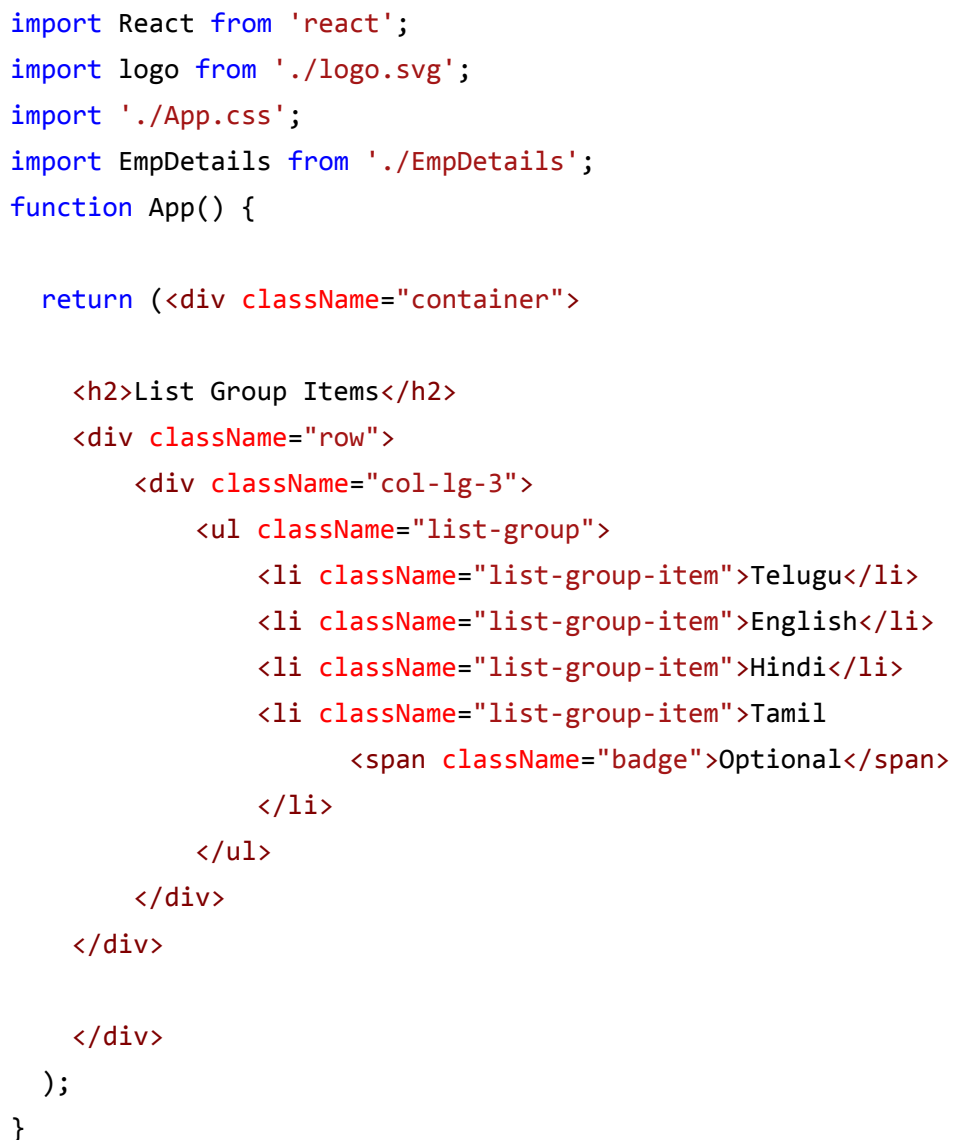 import React from 'react';
import logo from './logo.svg';
import './App.css';
import EmpDetails from './EmpDetails';
function App() {
return (<div className="container">
<h2>List Group Items</h2>
<div className="row">
<div className="col-lg-3">
<ul className="list-group">
<li className="list-group-item">Telugu</li>
<li className="list-group-item">English</li>
<li className="list-group-item">Hindi</li>
<li className="list-group-item">Tamil
<span className="badge">Optional</span>
</li>
</ul>
</div>
</div>
</div>
);
}